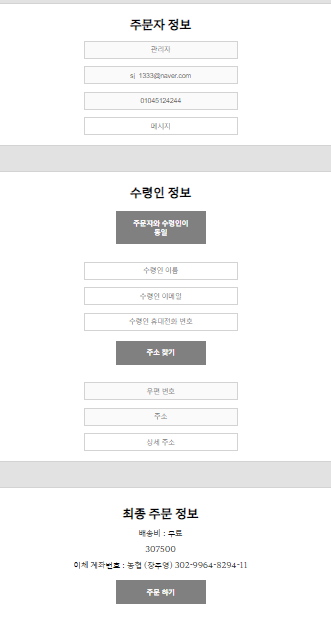 주문자 정보
관리자
sj_1333@naver.com
01045124244
메시지
수령인 정보
주문자와 수령인이
동일
수령인 이름
수령인 이메일
수령인 휴대전화 번호
주소 찾기
우편 번호
주소
상세 주소
최종 주문 정보
배송비 : 무료
307500
이체 계좌번호 : 농협 (장주영) 302-9964-8294-11
주문 하기